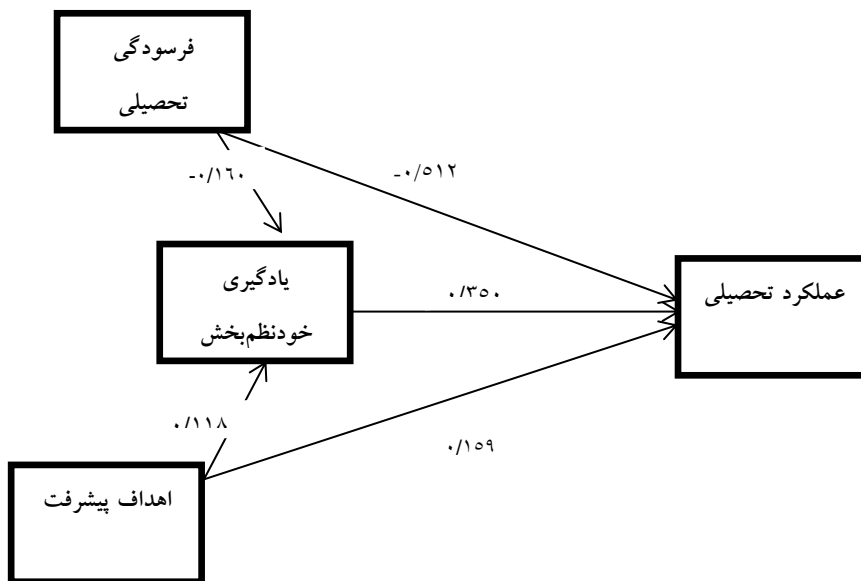 فرسودگی
تحصیلی
-۰/۱۶۰
-۰/۵۱۲
یادگیری
خودنظم‌بخش
۰/۳۵۰
عملکرد تحصیلی
۰/۱۱۸
۰/۱۵۹
اهداف پیشرفت